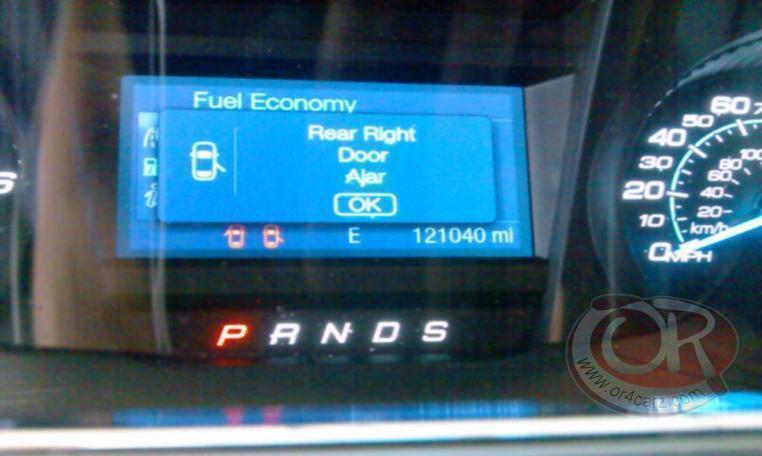 Fuel Economy
Rear Right
Door
Ajar
OK
E 121040 mi
P R N D S
60
50
40
30
20
10
0 MPH
100
80
60
40
20
km/h
OR
www.or4carz.com